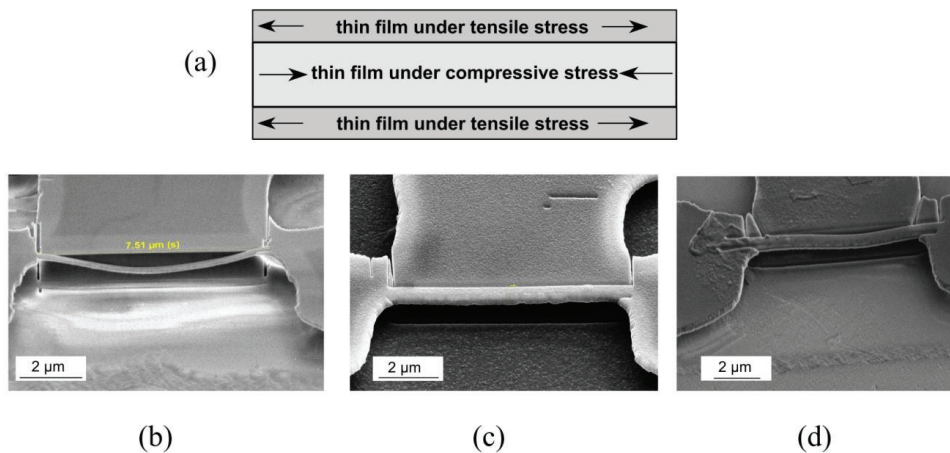 thin film under tensile stress
(a)
thin film under compressive stress
thin film under tensile stress
7.51 µm (s)
2 µm
2 µm
2 µm
(b)
(c)
(d)